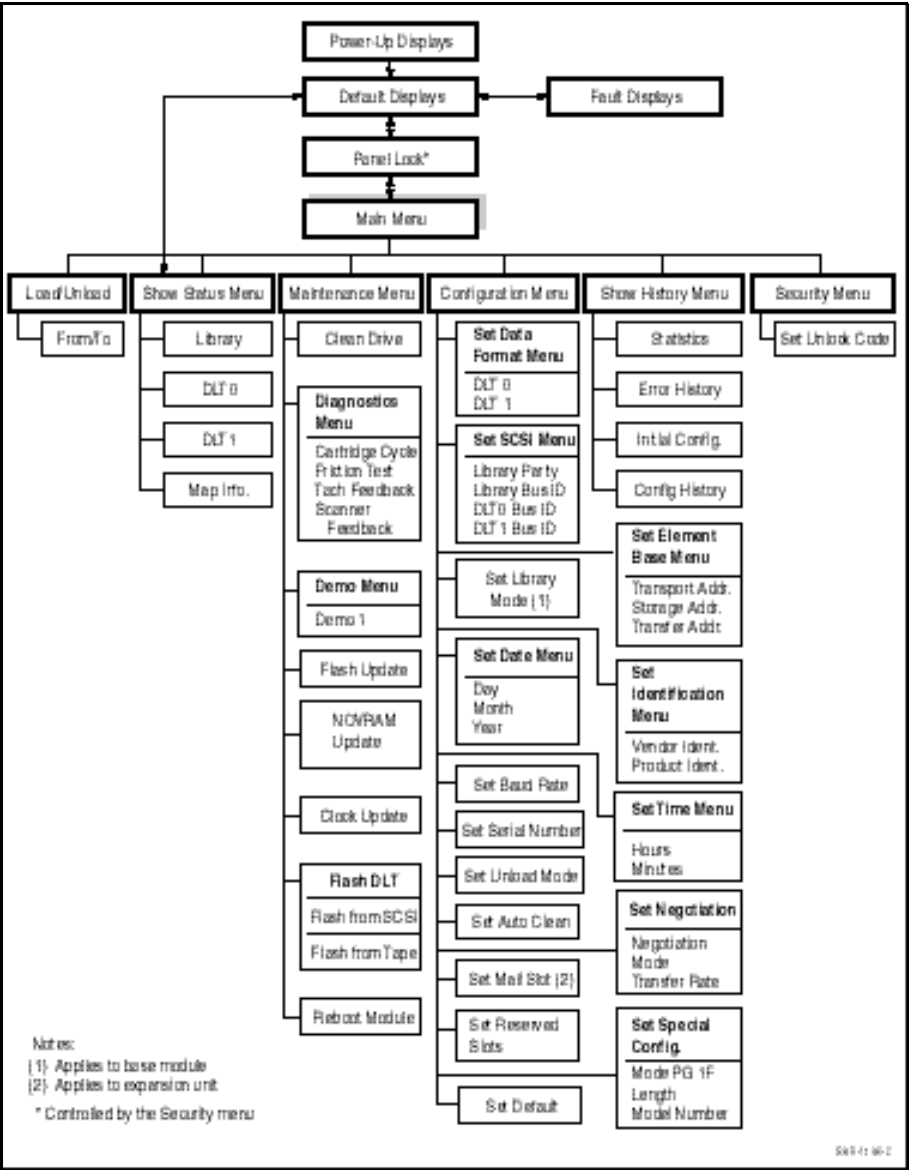 Power-Up Displays
Default Displays
Fault Displays
Panel Lock*
Main Menu
Load/Unload
Show Status Menu
Maintenance Menu
Configuration Menu
Show History Menu
Security Menu
From/To
Library
DLT 0
DLT 1
Map Info.
Clean Drive
Diagnostics
Menu
Cartridge Cycle
Friction Test
Tach Feedback
Scanner
Feedback
Demo Menu
Demo 1
Flash Update
NOVRAM
Update
Clock Update
Flash DLT
Flash from SCSI
Flash from Tape
Reboot Module
Set Data
Format Menu
DLT 0
DLT 1
Set SCSI Menu
Library Party
Library Bus ID
DLT0 Bus ID
DLT1 Bus ID
Set Library
Mode {1}
Set Date Menu
Day
Month
Year
Set Baud Rate
Set Serial Number
Set Unload Mode
Set Auto Clean
Set Mail Slot {2}
Set Reserved
Slots
Set Default
Statistics
Error History
Initial Config.
Config History
Set Element
Base Menu
Transport Addr.
Storage Addr.
Transfer Addr.
Set
Identification
Menu
Vendor Ident.
Product Ident.
Set Time Menu
Hours
Minutes
Set Negotiation
Negotiation
Mode
Transfer Rate
Set Special
Config.
Mode PG 1F
Length
Model Number
Set Unlock Code
Notes:
{1} Applies to base module
{2} Applies to expansion unit
* Controlled by the Security menu